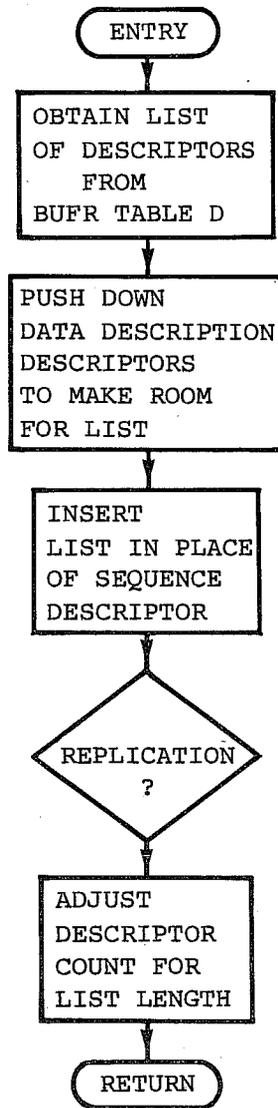 ENTRY
OBTAIN LIST
OF DESCRIPTORS
FROM
BUFR TABLE D
PUSH DOWN
DATA DESCRIPTION
DESCRIPTORS
TO MAKE ROOM
FOR LIST
INSERT
LIST IN PLACE
OF SEQUENCE
DESCRIPTOR
REPLICATION
?
ADJUST
DESCRIPTOR
COUNT FOR
LIST LENGTH
RETURN